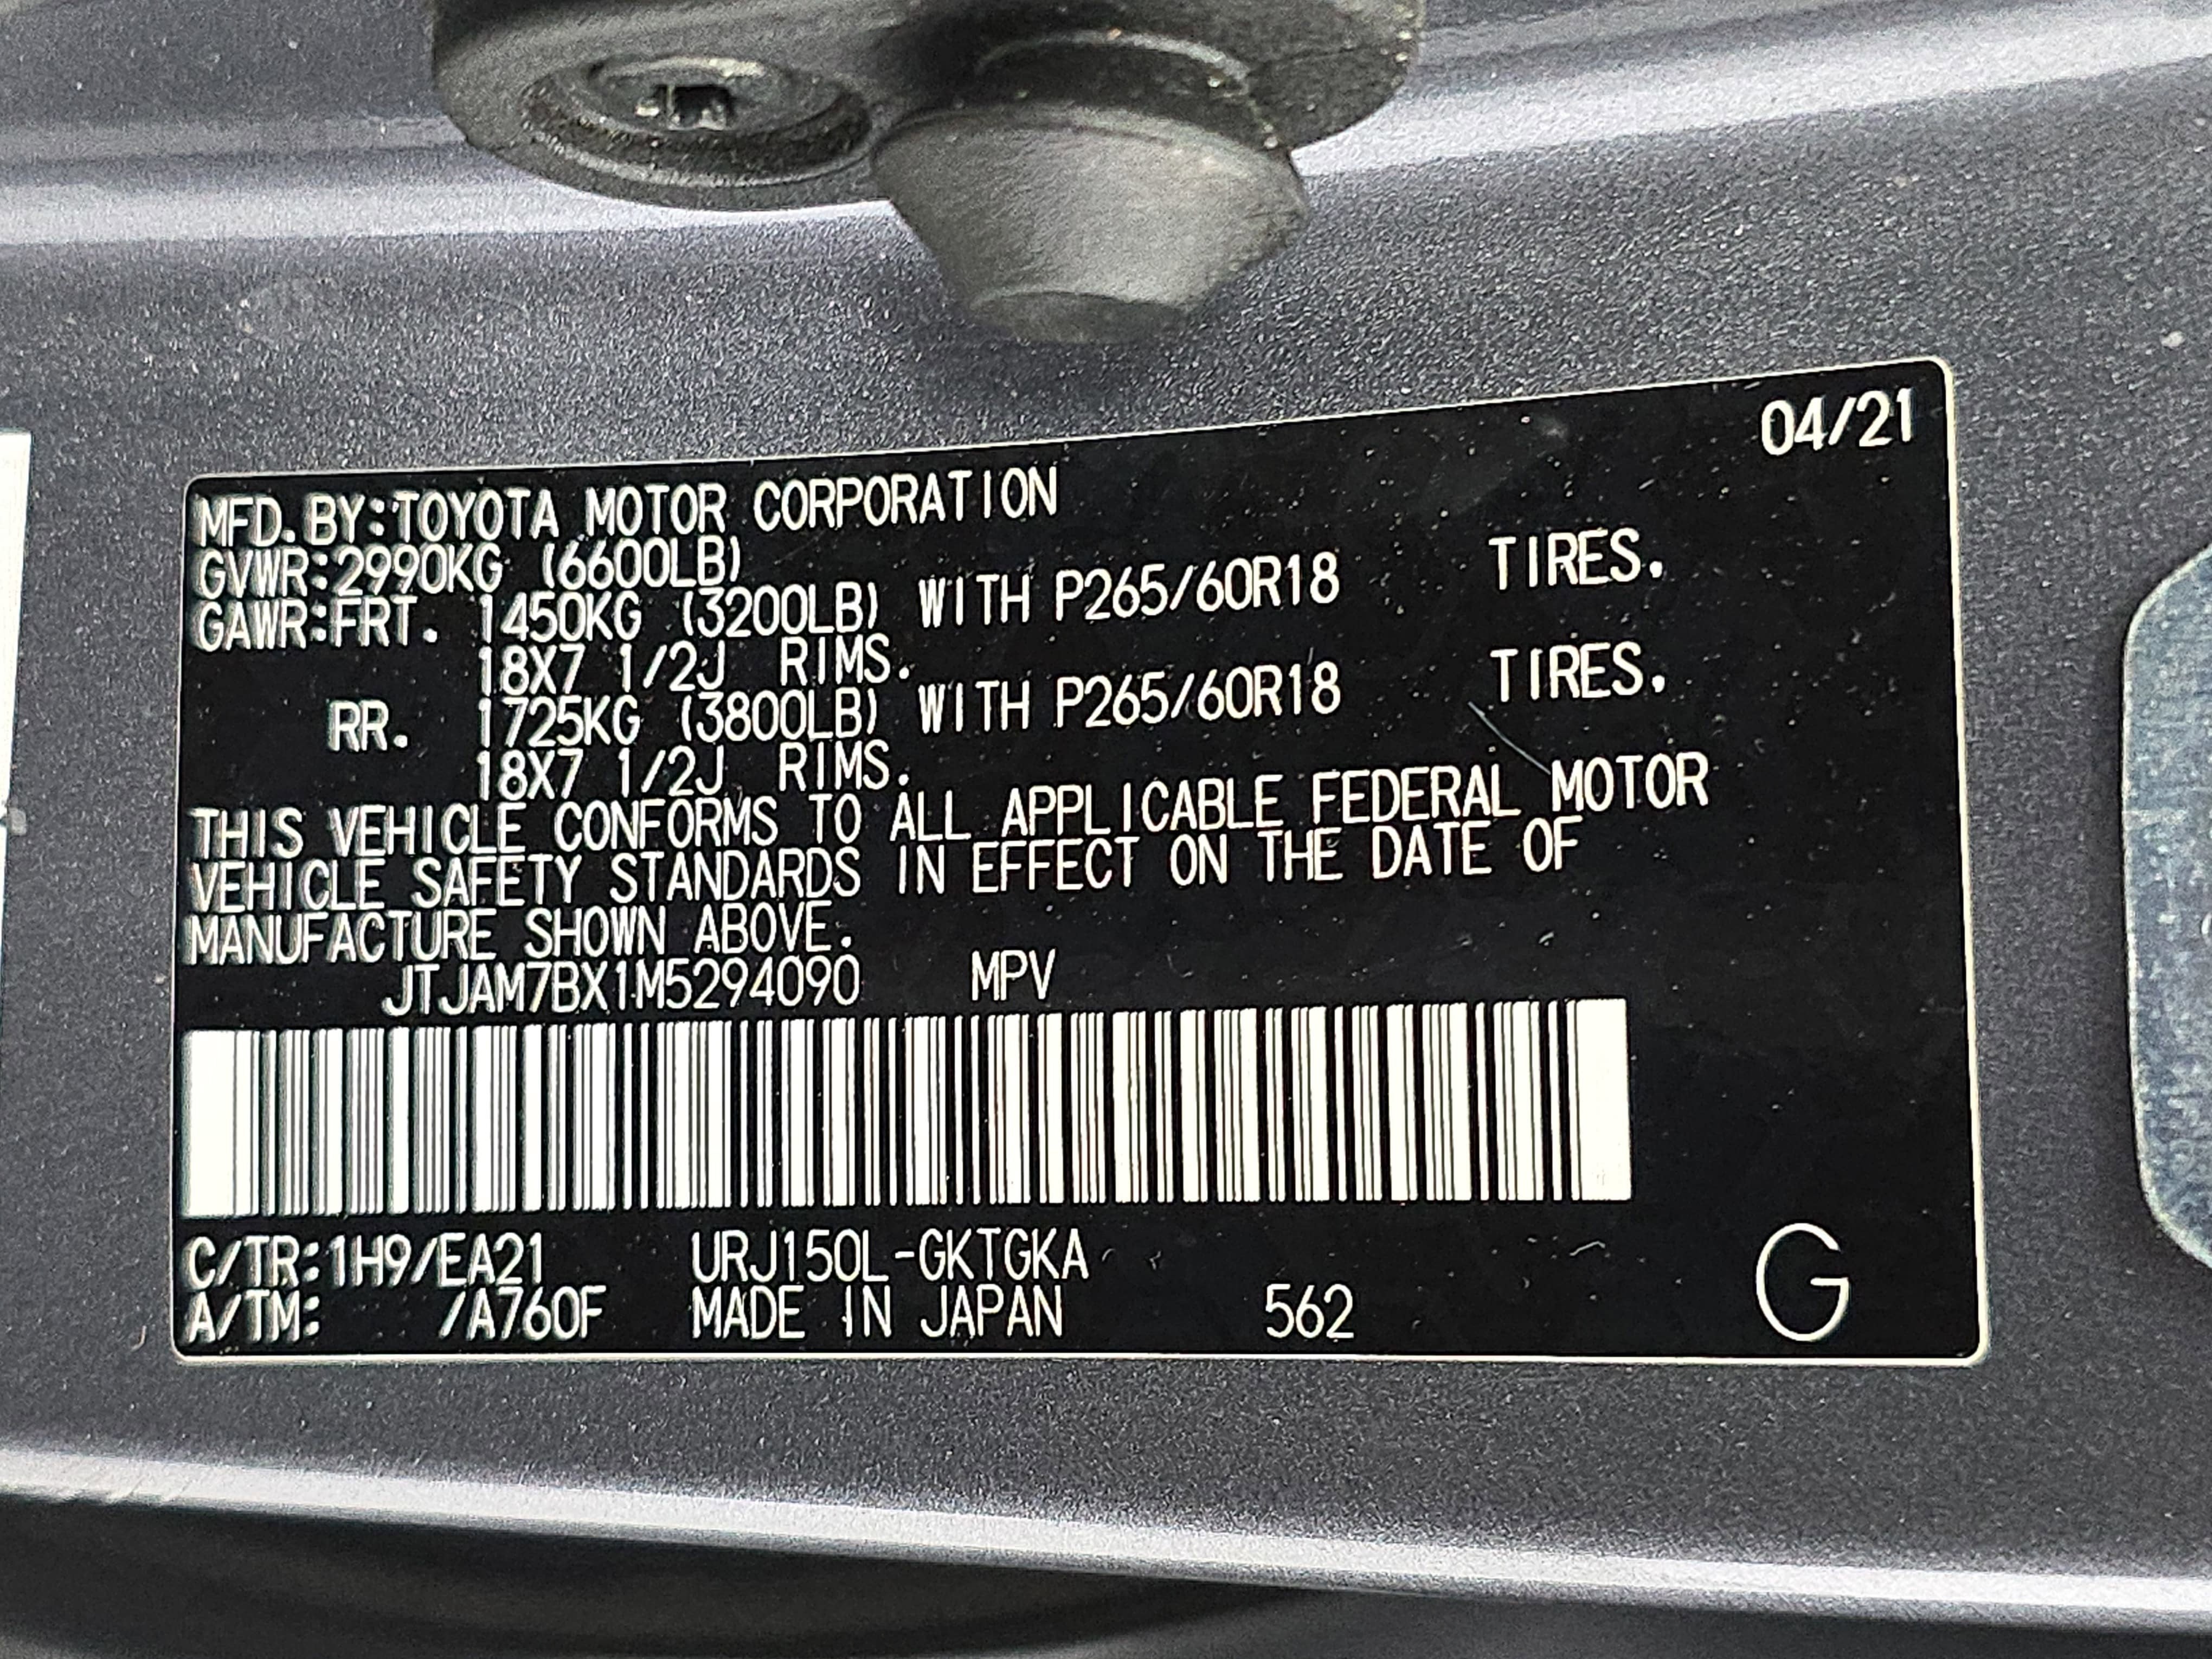 04/21
MFD.BY:TOYOTA MOTOR CORPORATION
GVWR:2990KG (6600LB)
GAWR:FRT. 1450KG (3200LB) WITH P265/60R18 TIRES.
18X7 1/2J RIMS.
RR. 1725KG (3800LB) WITH P265/60R18 TIRES.
18X7 1/2J RIMS.
THIS VEHICLE CONFORMS TO ALL APPLICABLE FEDERAL MOTOR
VEHICLE SAFETY STANDARDS IN EFFECT ON THE DATE OF
MANUFACTURE SHOWN ABOVE.
JTJAM7BX1M5294090 MPV
C/TR:1H9/EA21 URJ150L-GKTGKA
A/TM: /A760F MADE IN JAPAN 562 G